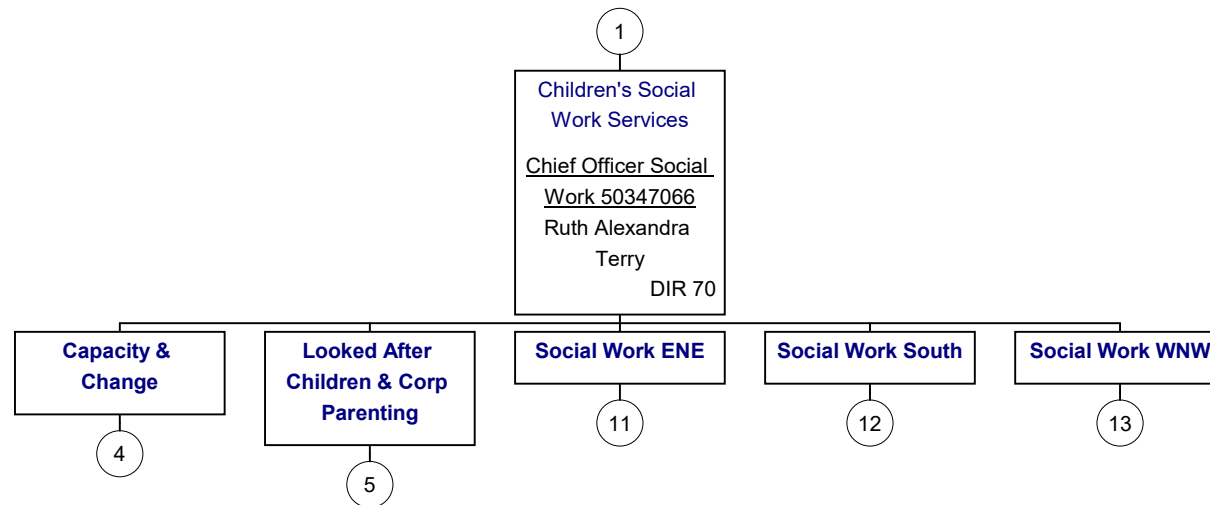 1
Children's Social
Work Services
Chief Officer Social
Work 50347066
Ruth Alexandra
Terry
DIR 70
Capacity &
Change
4
Looked After
Children & Corp
Parenting
5
Social Work ENE
11
Social Work South
12
Social Work WNW
13